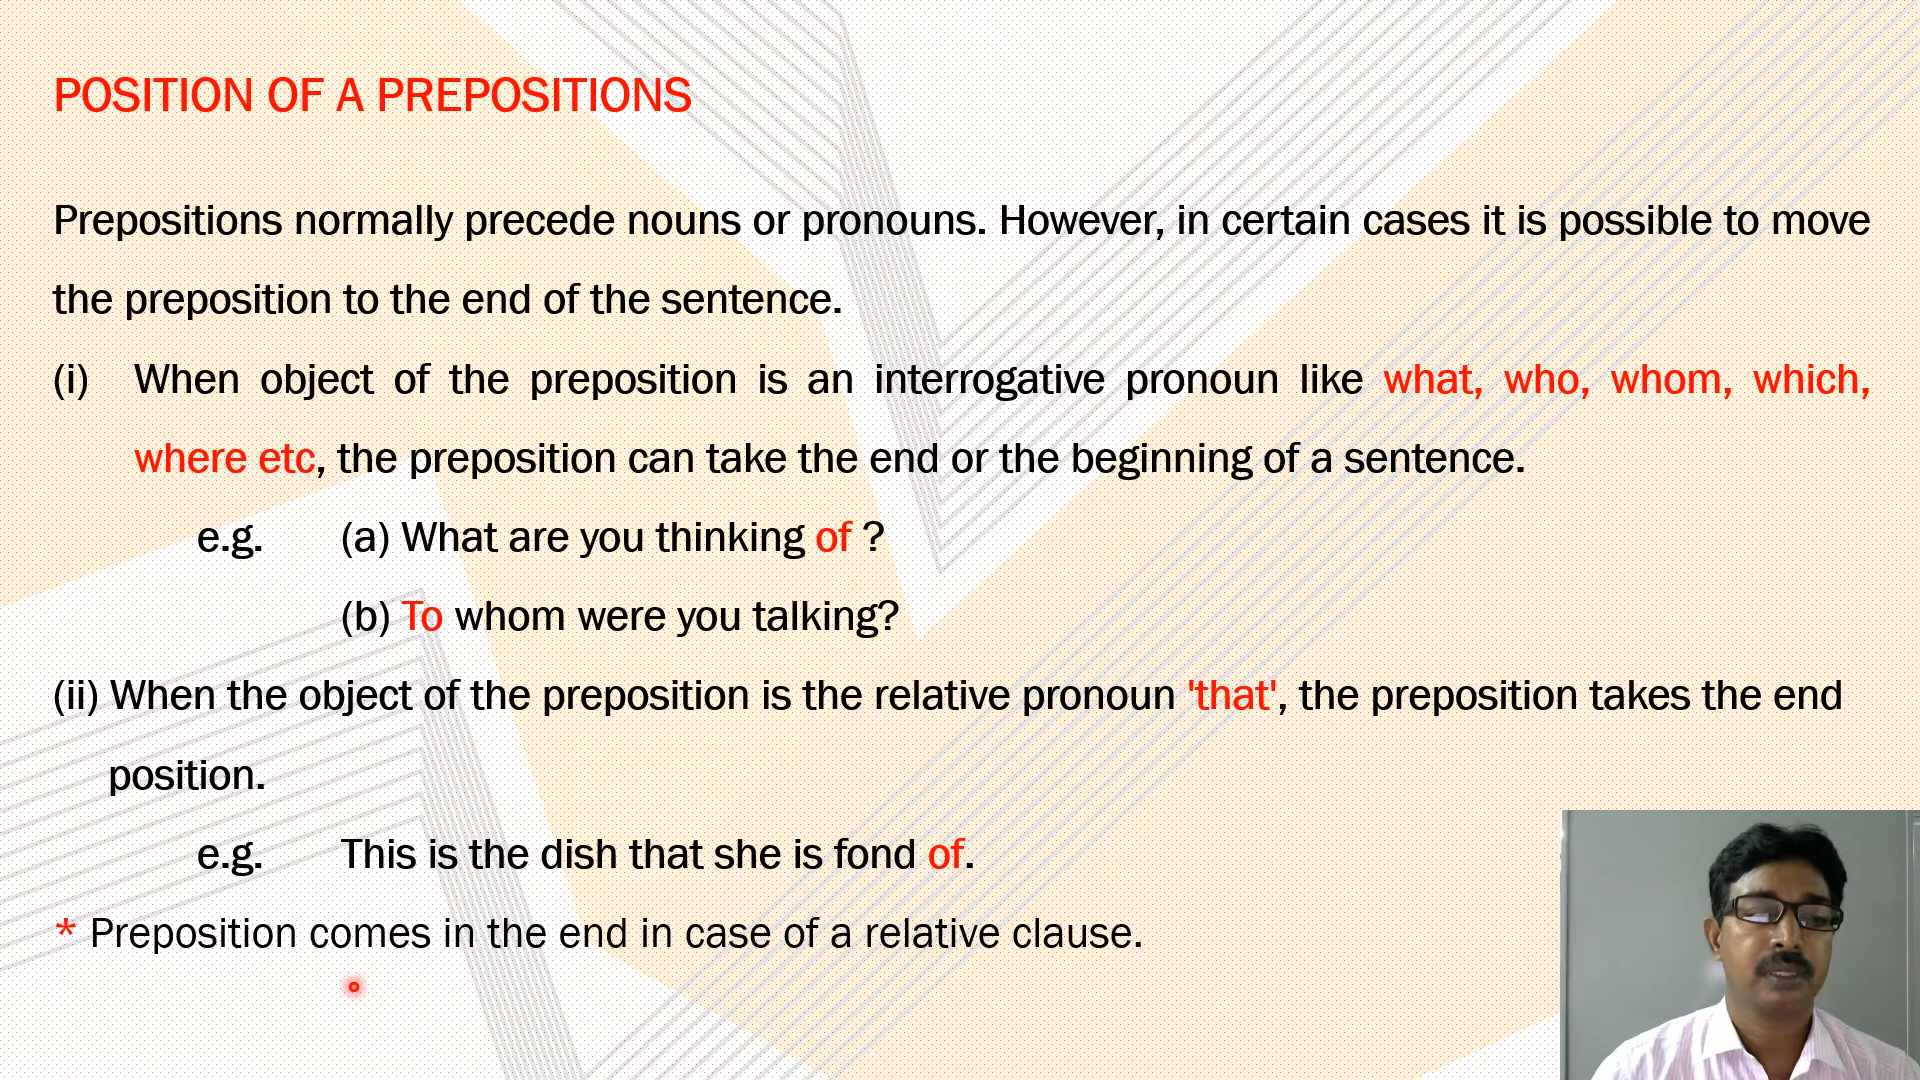 POSITION OF A PREPOSITIONS
Prepositions normally precede nouns or pronouns. However, in certain cases it is possible to move
the preposition to the end of the sentence.
(i) When object of the preposition is an interrogative pronoun like what, who, whom, which,
where etc, the preposition can take the end or the beginning of a sentence.
e.g. (a) What are you thinking of ?
(b) To whom were you talking?
(ii) When the object of the preposition is the relative pronoun 'that', the preposition takes the end
position.
e.g. This is the dish that she is fond of.
* Preposition comes in the end in case of a relative clause.